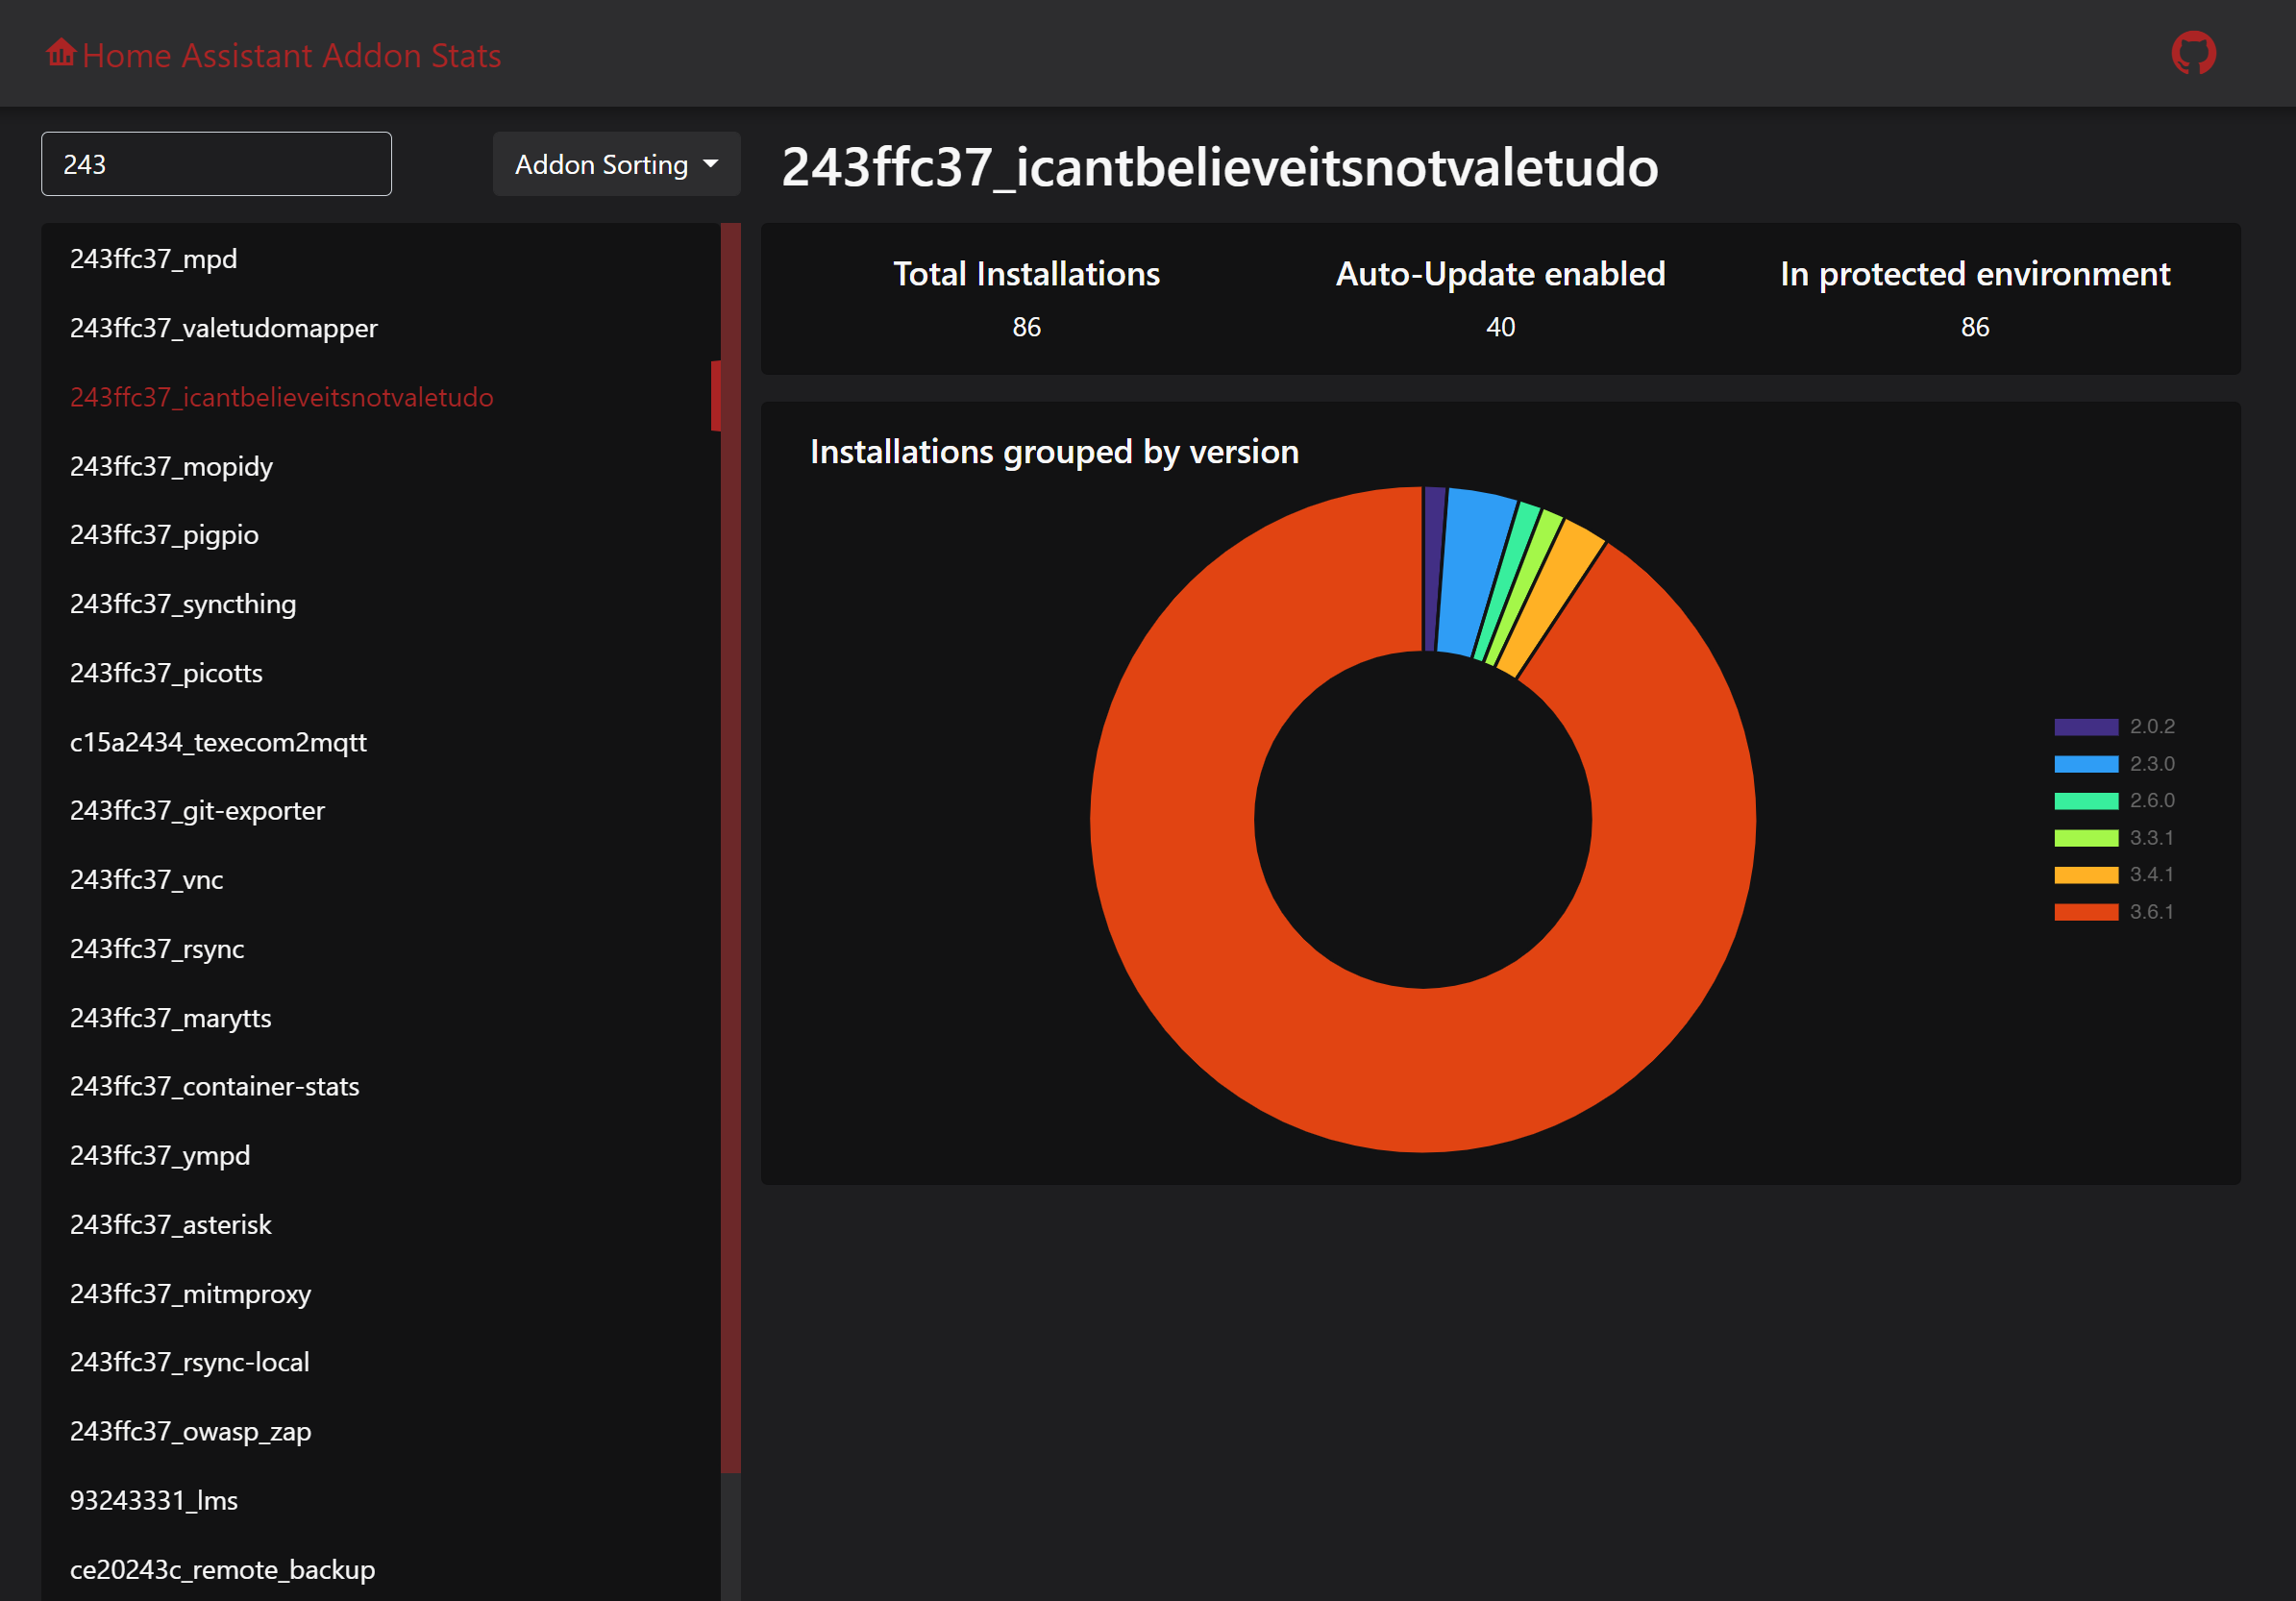 Home Assistant Addon Stats
243
Addon Sorting
243ffc37_mpd
243ffc37_valetudomapper
243ffc37_icantbelieveitsnotvaletudo
243ffc37_mopidy
243ffc37_pigpio
243ffc37_syncthing
243ffc37_picotts
c15a2434_texecom2mqtt
243ffc37_git-exporter
243ffc37_vnc
243ffc37_rsync
243ffc37_marytts
243ffc37_container-stats
243ffc37_ympd
243ffc37_asterisk
243ffc37_mitmproxy
243ffc37_rsync-local
243ffc37_owasp_zap
93243331_lms
ce20243c_remote_backup
243ffc37_icantbelieveitsnotvaletudo
Total Installations
86
Auto-Update enabled
40
In protected environment
86
Installations grouped by version
2.0.2
2.3.0
2.6.0
3.3.1
3.4.1
3.6.1